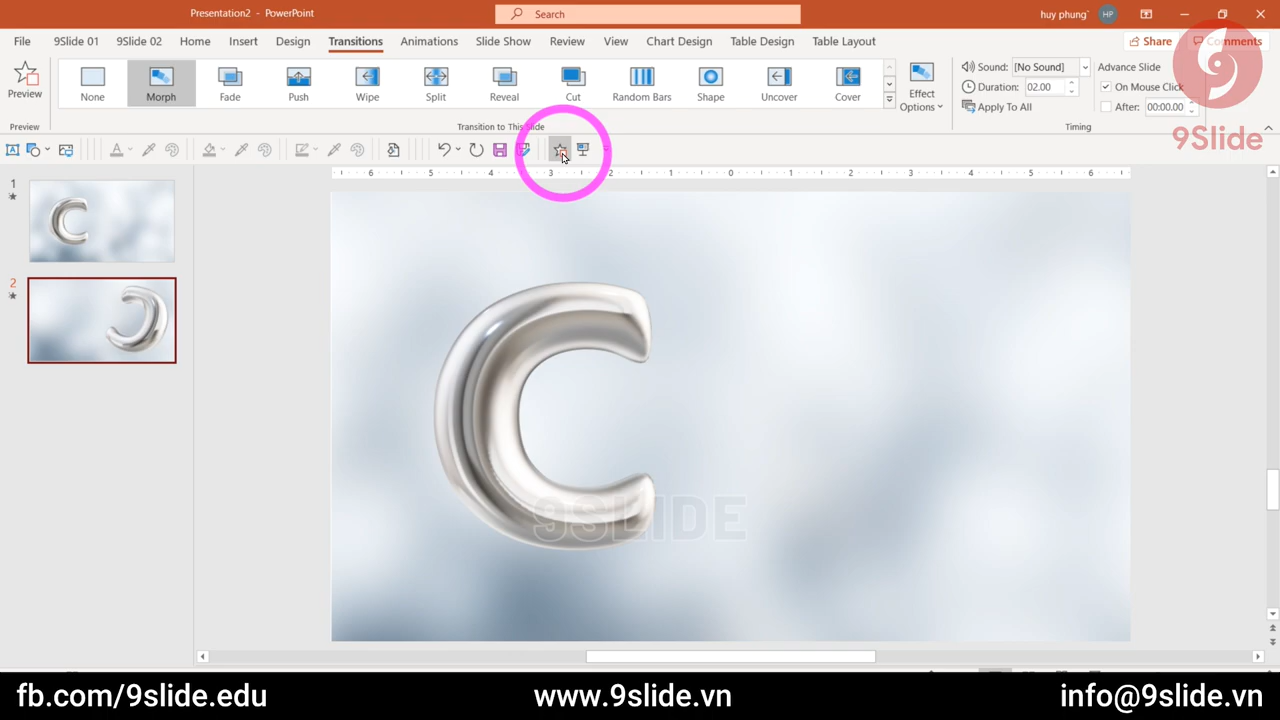 Presentation2 - PowerPoint
Search
huy phung`
HP
File
9Slide 01
9Slide 02
Home
Insert
Design
Transitions
Animations
Slide Show
Review
View
Chart Design
Table Design
Table Layout
Share
Comments
Preview
None
Morph
Fade
Push
Wipe
Split
Reveal
Cut
Random Bars
Shape
Uncover
Cover
Effect
Options
Sound:
[No Sound]
Duration:
02.00
Apply To All
Advance Slide
On Mouse Click
After:
00:00.00
Preview
Transition to This Slide
Timing
9Slide
6 5 4 3 2 1 0 1 2 3 4 5 6
1
C
2
C
C
9SLIDE
fb.com/9slide.edu
www.9slide.vn
info@9slide.vn